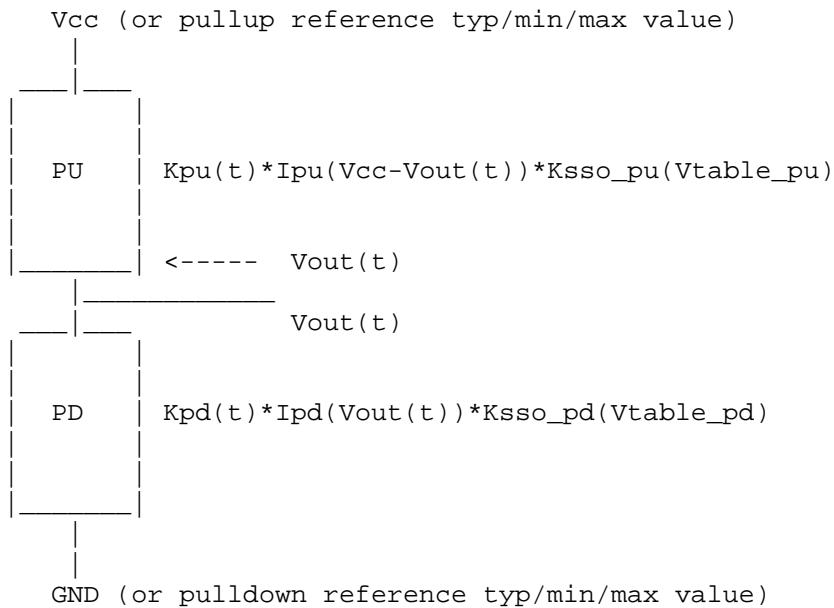 Vcc (or pullup reference typ/min/max value)
PU Kpu(t)*Ipu(Vcc-Vout(t))*Ksso_pu(Vtable_pu)
<----- Vout(t)
Vout(t)
PD Kpd(t)*Ipd(Vout(t))*Ksso_pd(Vtable_pd)
GND (or pulldown reference typ/min/max value)